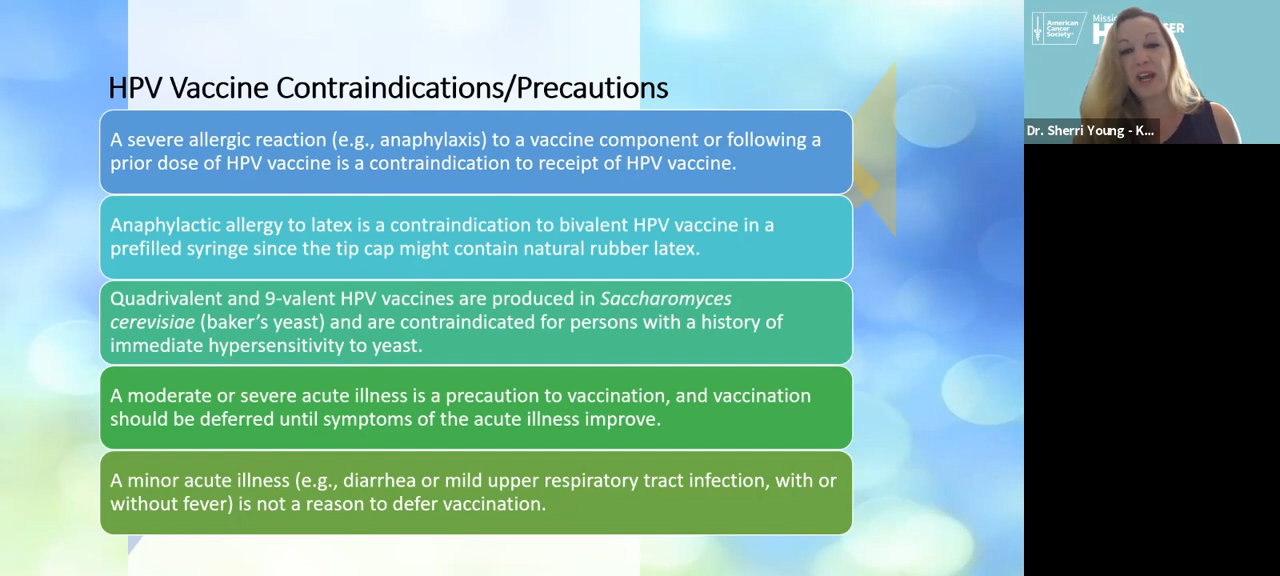 HPV Vaccine Contraindications/Precautions
A severe allergic reaction (e.g., anaphylaxis) to a vaccine component or following a
prior dose of HPV vaccine is a contraindication to receipt of HPV vaccine.
Anaphylactic allergy to latex is a contraindication to bivalent HPV vaccine in a
prefilled syringe since the tip cap might contain natural rubber latex.
Quadrivalent and 9-valent HPV vaccines are produced in Saccharomyces
cerevisiae (baker's yeast) and are contraindicated for persons with a history of
immediate hypersensitivity to yeast.
A moderate or severe acute illness is a precaution to vaccination, and vaccination
should be deferred until symptoms of the acute illness improve.
A minor acute illness (e.g., diarrhea or mild upper respiratory tract infection, with or
without fever) is not a reason to defer vaccination.
American
Cancer
Society
Dr. Sherri Young - K...